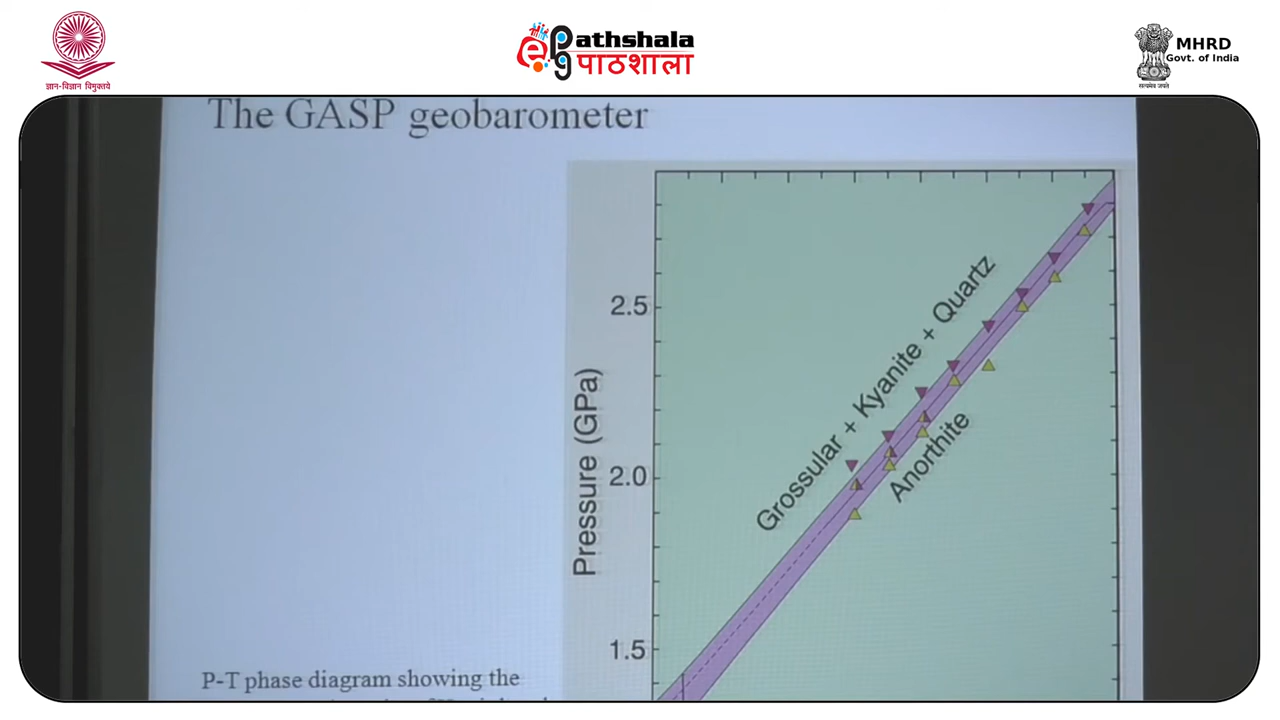 ज्ञान-विज्ञान विमुक्तये
ePG Pathshala
पाठशाला
MHRD
Govt. of India
सत्यमेव जयते
The GASP geobarometer
Pressure (GPa)
2.5
2.0
1.5
Grossular + Kyanite + Quartz
Anorthite
P-T phase diagram showing the